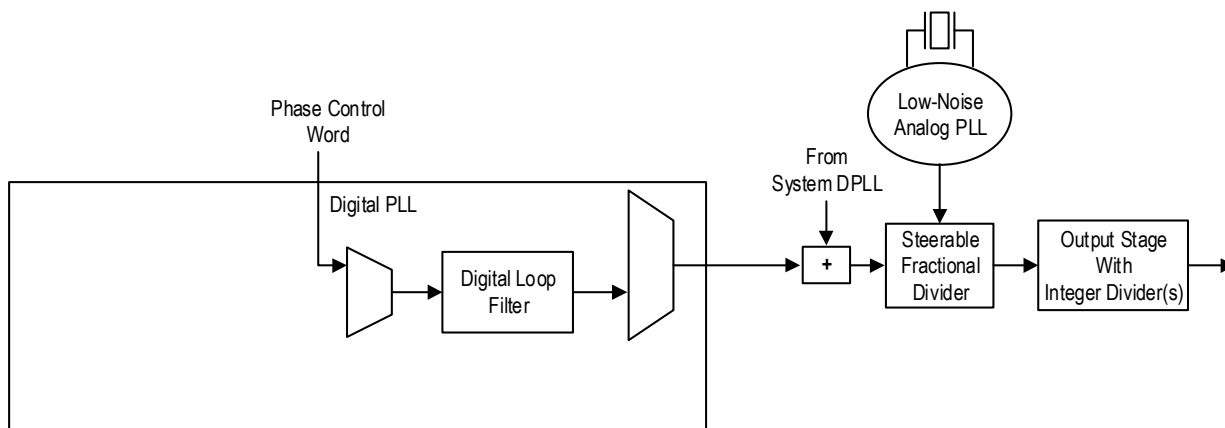 Phase Control
Word
Digital PLL
Digital Loop
Filter
From
System DPLL
+
Low-Noise
Analog PLL
Steerable
Fractional
Divider
Output Stage
With
Integer Divider(s)